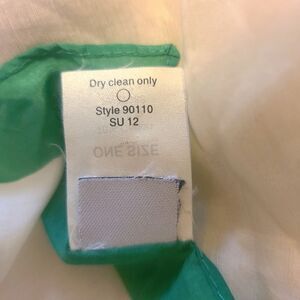 Dry clean only
Style 90110
SU 12
ONE SIZE